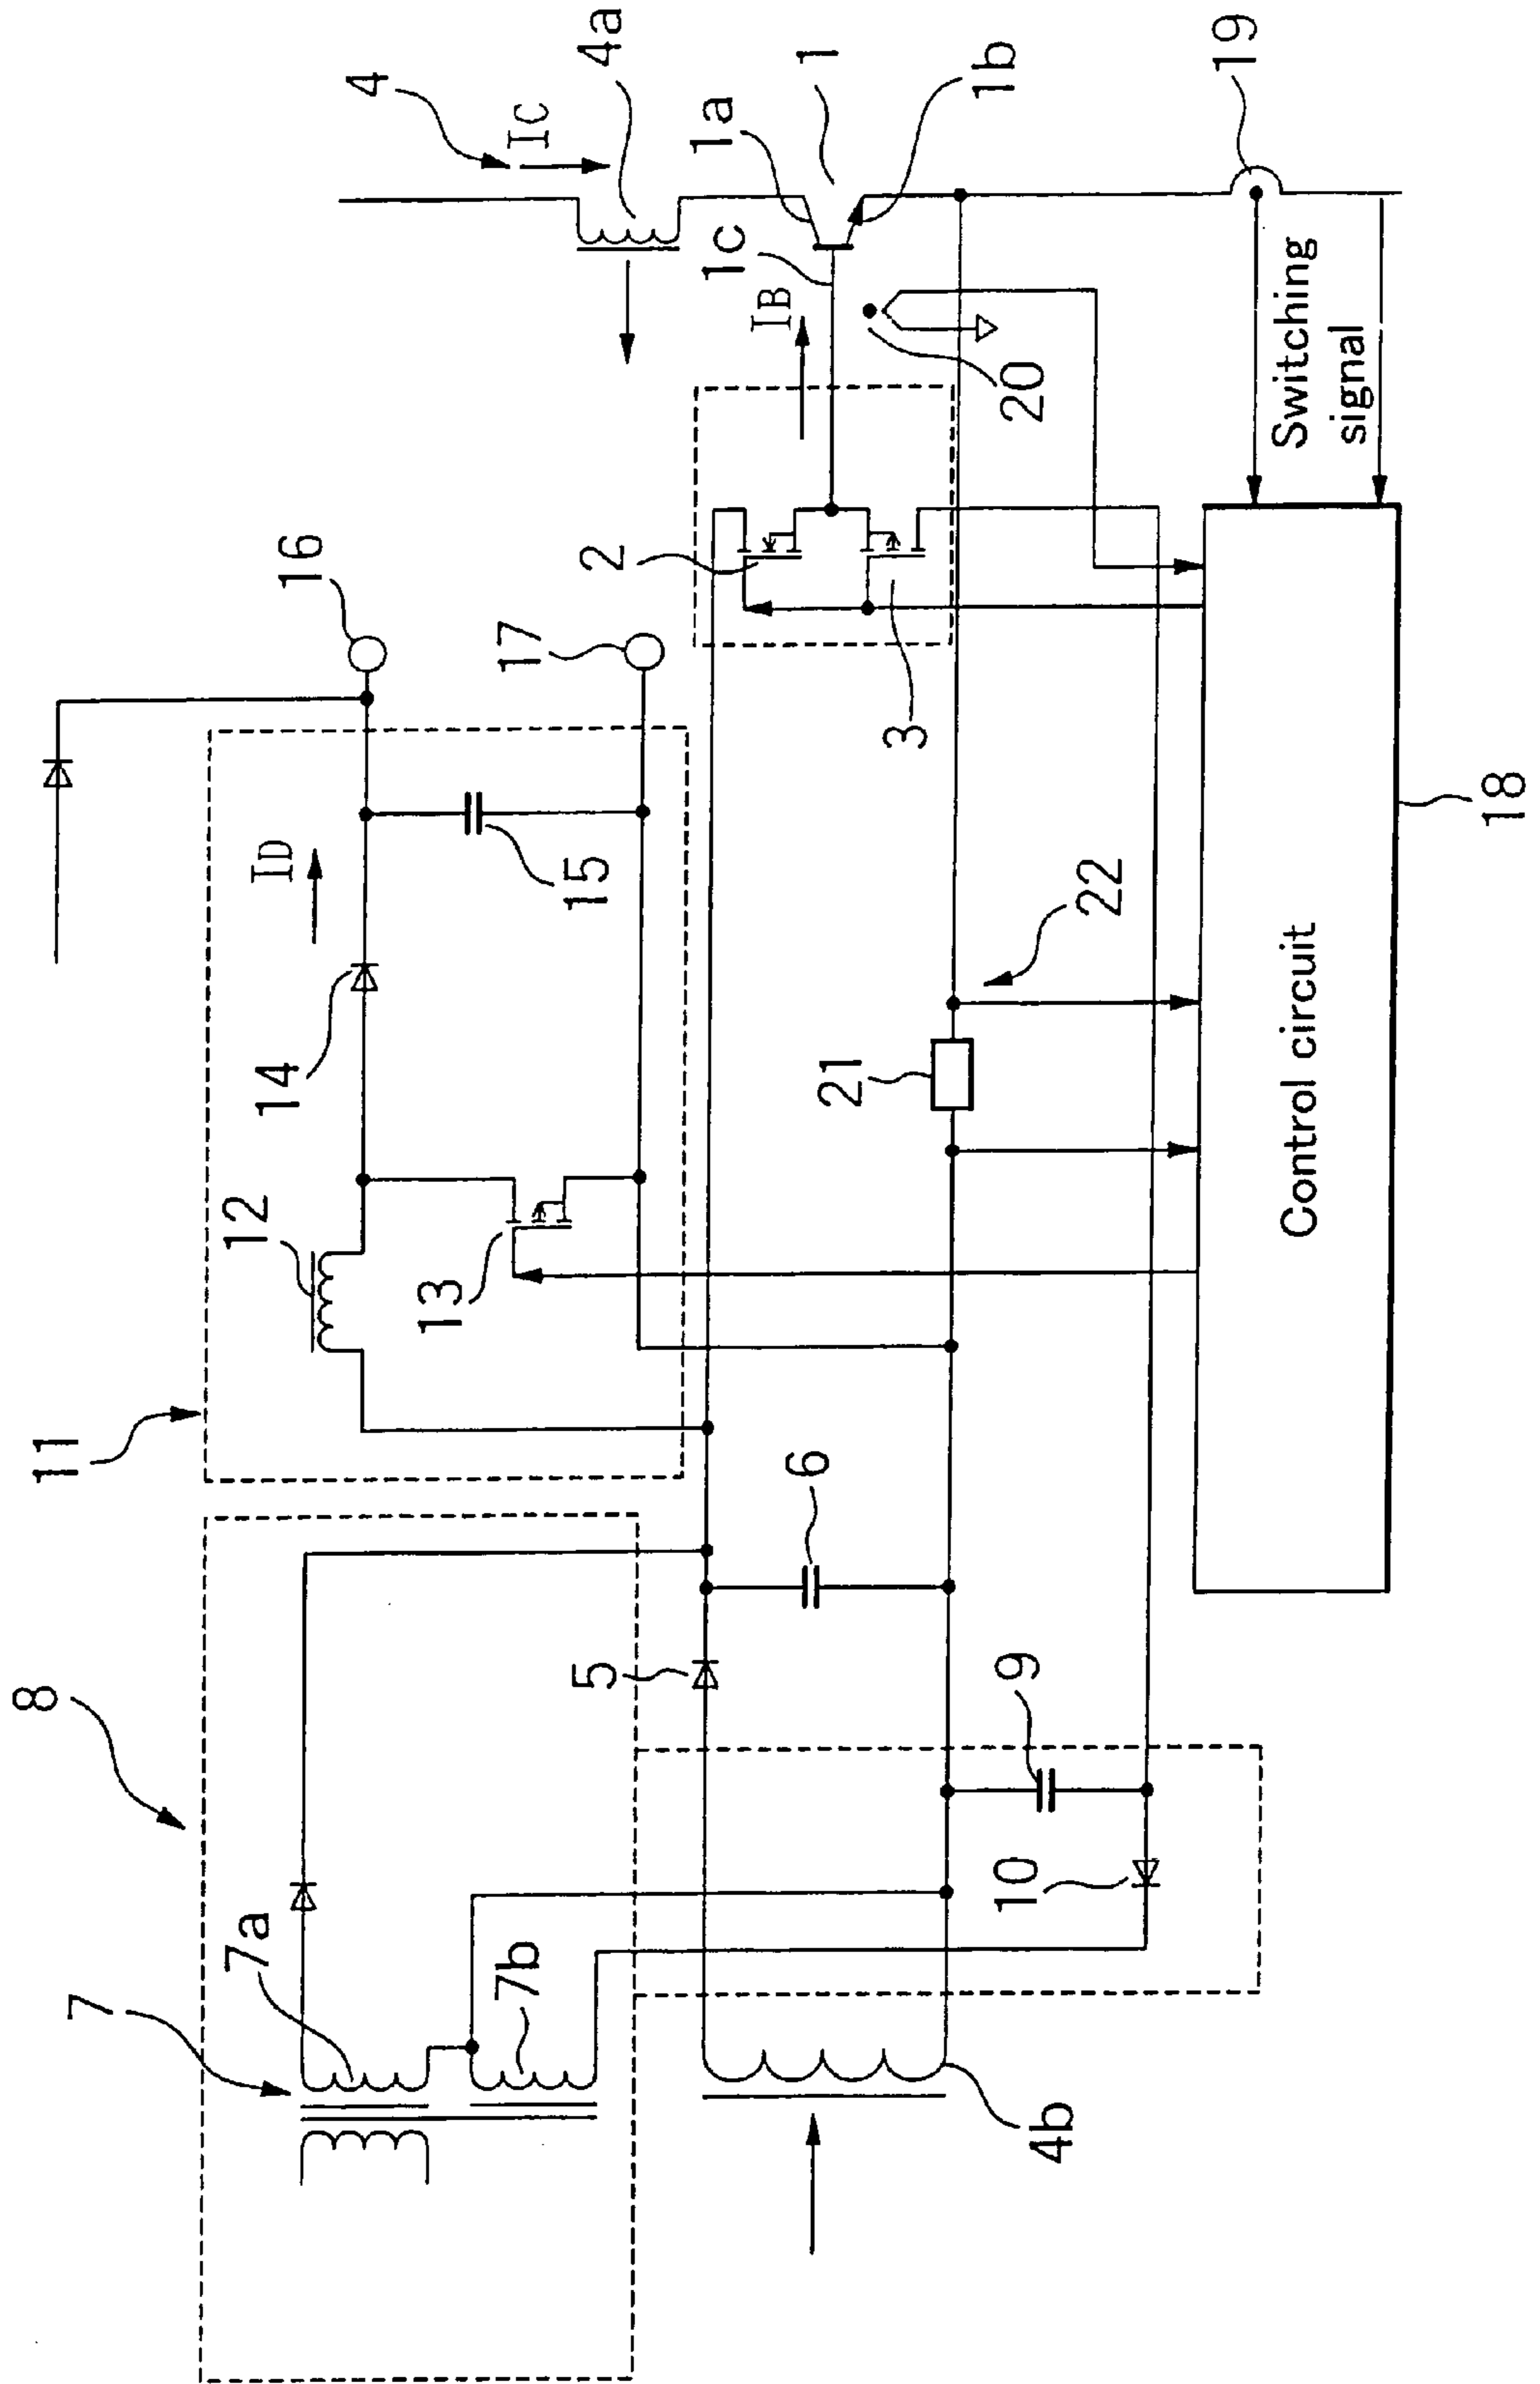 4
IC
4a
1a
1
1b
1c
IB
19
20
Switching
signal
16
17
2
3
ID
15
14
22
18
21
12
13
Control circuit
11
6
5
9
8
10
7a
7
7b
4b